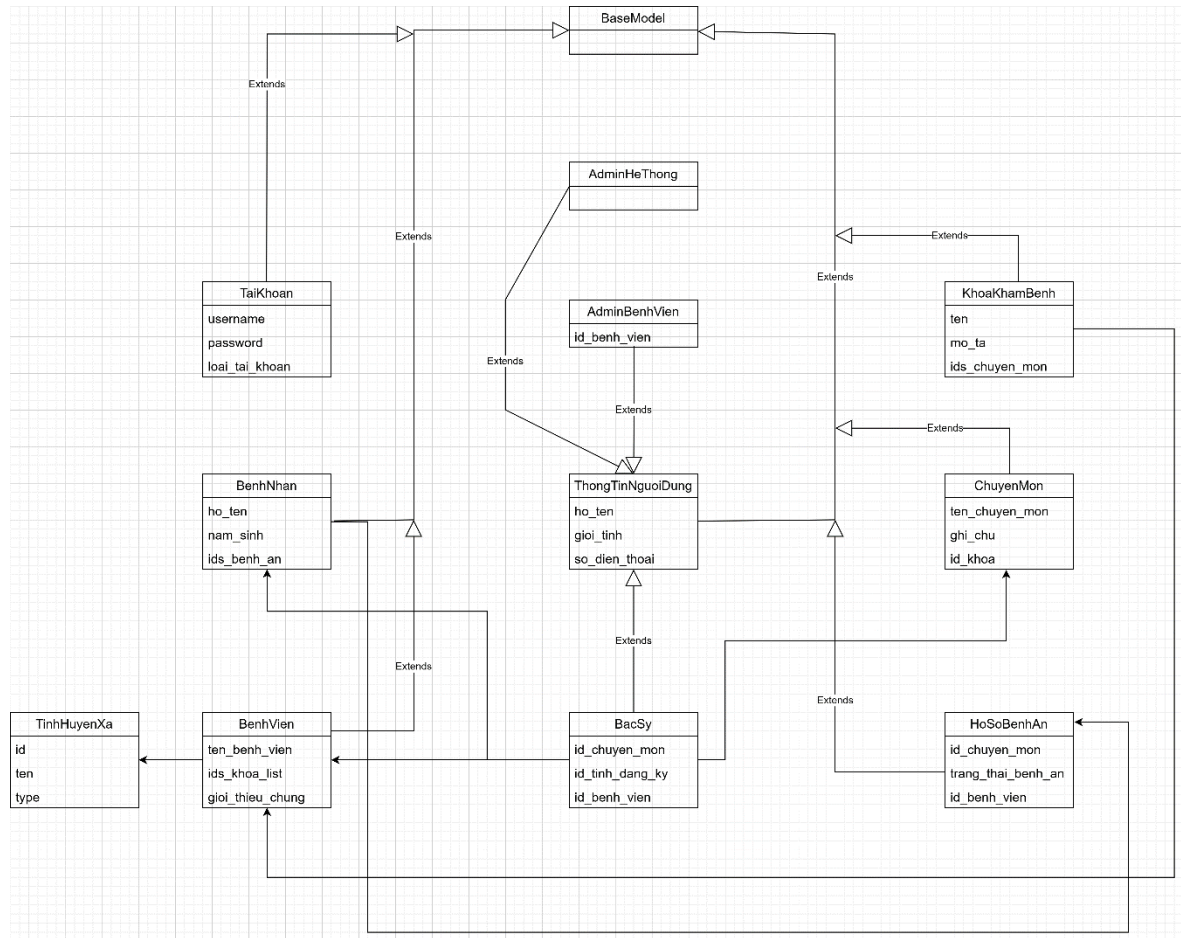 BaseModel
Extends
AdminHeThong
Extends
Extends
Extends
TaiKhoan
username
password
loai_tai_khoan
KhoaKhamBenh
ten
mo_ta
ids_chuyen_mon
AdminBenhVien
id_benh_vien
Extends
Extends
Extends
BenhNhan
ho_ten
nam_sinh
ids_benh_an
ThongTinNguoiDung
ho_ten
gioi_tinh
so_dien_thoai
ChuyenMon
ten_chuyen_mon
ghi_chu
id_khoa
Extends
Extends
Extends
TinhHuyenXa
id
ten
type
BenhVien
ten_benh_vien
ids_khoa_list
gioi_thieu_chung
BacSy
id_chuyen_mon
id_tinh_dang_ky
id_benh_vien
HoSoBenhAn
id_chuyen_mon
trang_thai_benh_an
id_benh_vien